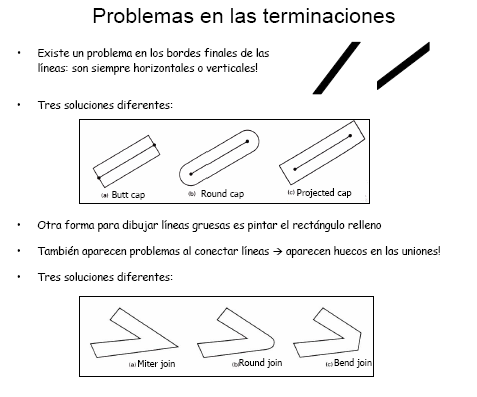 Problemas en las terminaciones
• Existe un problema en los bordes finales de las
líneas: son siempre horizontales o verticales!
• Tres soluciones diferentes:
(a) Butt cap
(b) Round cap
(c) Projected cap
• Otra forma para dibujar líneas gruesas es pintar el rectángulo relleno
• También aparecen problemas al conectar líneas → aparecen huecos en las uniones!
• Tres soluciones diferentes:
(a) Miter join
(b) Round join
(c) Bend join